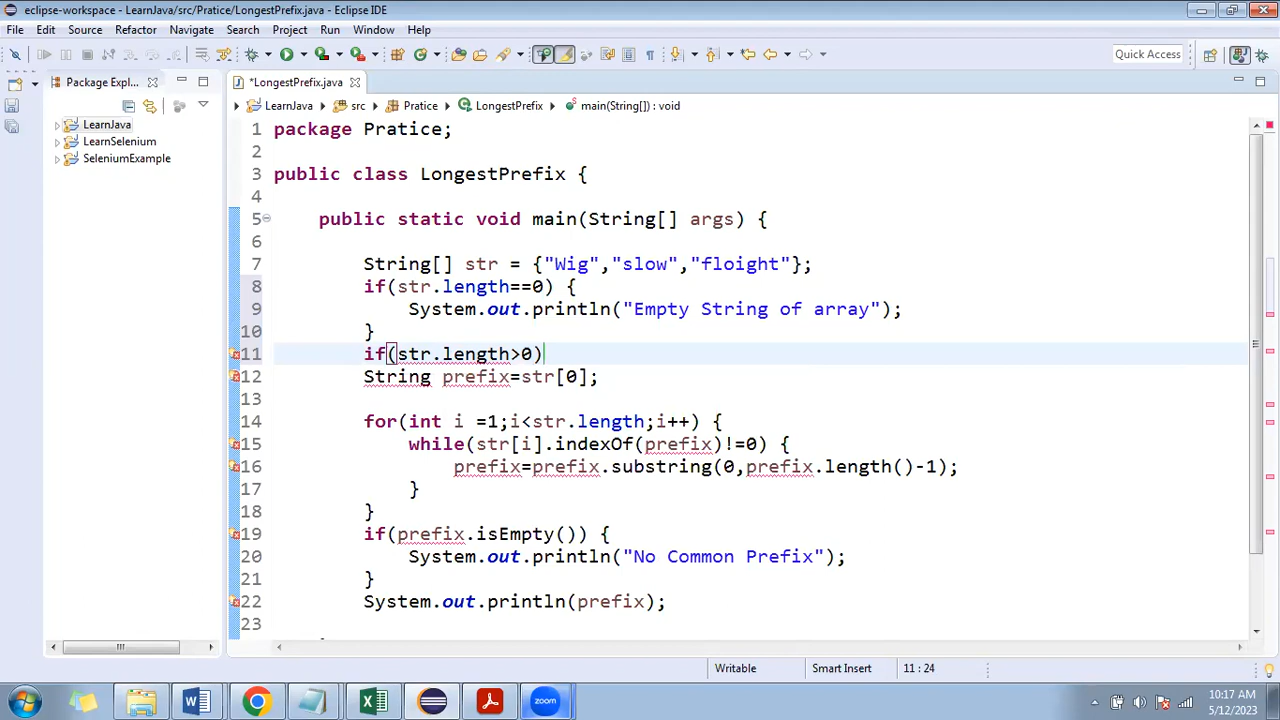 eclipse-workspace - LearnJava/src/Pratice/LongestPrefix.java - Eclipse IDE
File Edit Source Refactor Navigate Search Project Run Window Help
Quick Access
Package Expl...
*LongestPrefix.java
LearnJava src Pratice LongestPrefix main(String[]) : void
LearnJava
LearnSelenium
SeleniumExample
1 package Pratice;
2
3 public class LongestPrefix {
4
5 public static void main(String[] args) {
6
7 String[] str = {"Wig","slow","floight"};
8 if(str.length==0) {
9 System.out.println("Empty String of array");
10 }
11 if(str.length>0)
12 String prefix=str[0];
13
14 for(int i =1;i<str.length;i++) {
15 while(str[i].indexOf(prefix)!=0) {
16 prefix=prefix.substring(0,prefix.length()-1);
17 }
18 }
19 if(prefix.isEmpty()) {
20 System.out.println("No Common Prefix");
21 }
22 System.out.println(prefix);
23
Writable Smart Insert 11 : 24
zoom
10:17 AM
5/12/2023